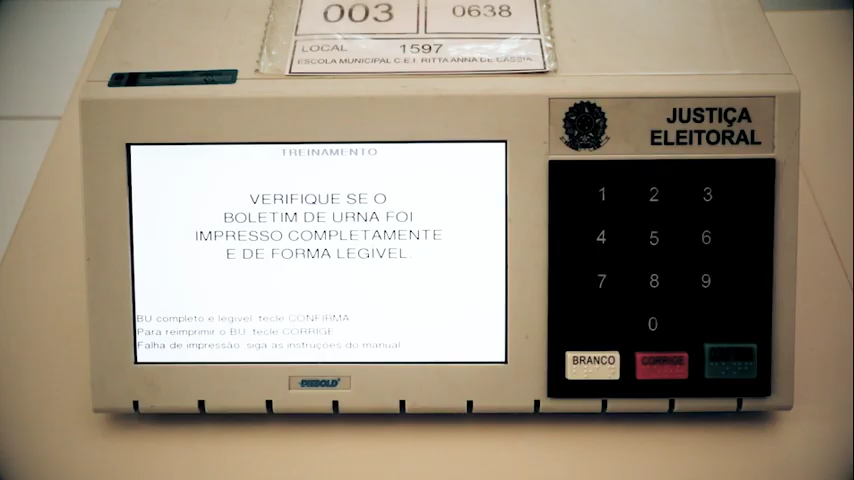 003 0638
LOCAL 1597
ESCOLA MUNICIPAL C.E.I. RITTA ANNA DE CASSIA
JUSTIÇA
ELEITORAL
TREINAMENTO
VERIFIQUE SE O
BOLETIM DE URNA FOI
IMPRESSO COMPLETAMENTE
E DE FORMA LEGIVEL.
BU completo e legivel: tecle CONFIRMA
Para reimprimir o BU: tecle CORRIGE
Falha de impressão: siga as instruções do manual
1 2 3
4 5 6
7 8 9
0
BRANCO CORRIGE
DIEBOLD